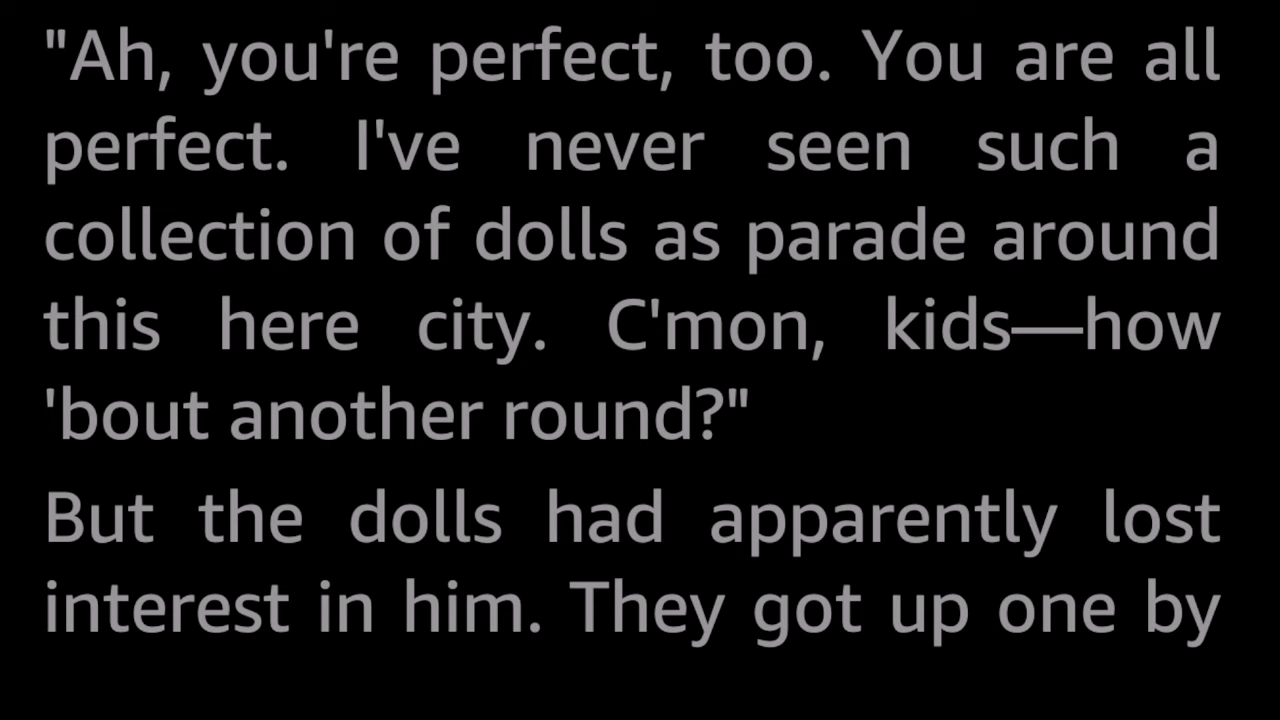 "Ah, you're perfect, too. You are all
perfect. I've never seen such a
collection of dolls as parade around
this here city. C'mon, kids—how
'bout another round?"
But the dolls had apparently lost
interest in him. They got up one by